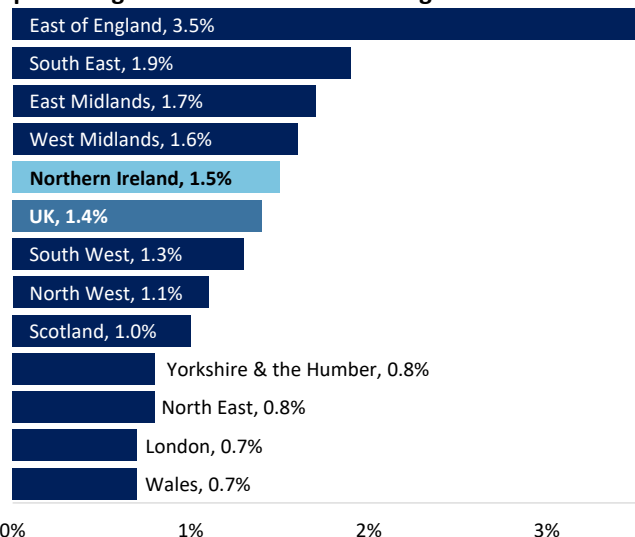 East of England, 3.5%
South East, 1.9%
East Midlands, 1.7%
West Midlands, 1.6%
Northern Ireland, 1.5%
UK, 1.4%
South West, 1.3%
North West, 1.1%
Scotland, 1.0%
Yorkshire & the Humber, 0.8%
North East, 0.8%
London, 0.7%
Wales, 0.7%
0% 1% 2% 3%